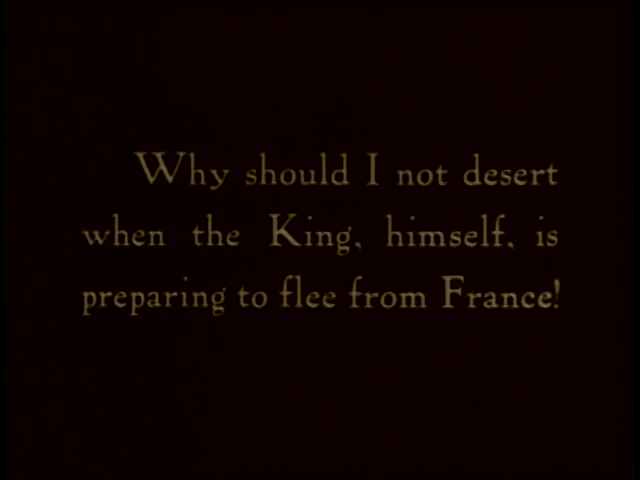 Why should I not desert
when the King, himself, is
preparing to flee from France!